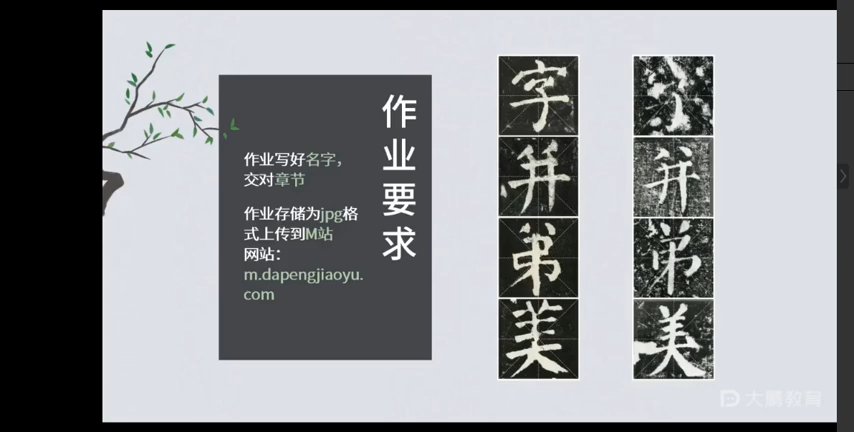 作业要求
作业写好名字，
交对章节
作业存储为jpg格
式上传到M站
网站：
m.dapengjiaoyu.
com
字
并
弟
美
字
并
弟
美
大鹏教育